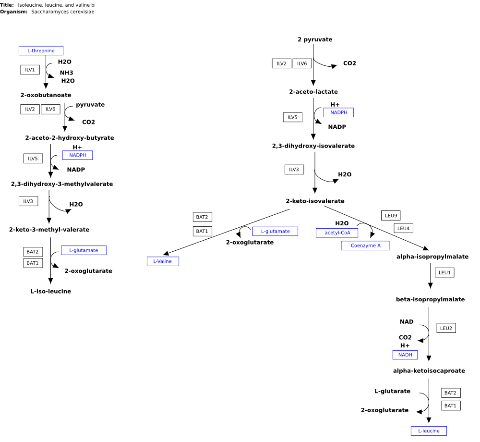 Title: Isoleucine, leucine, and valine b
Organism: Saccharomyces cerevisiae
L-threonine
ILV1
H2O
NH3
H2O
2-oxobutanoate
ILV2
ILV6
pyruvate
CO2
2-aceto-2-hydroxy-butyrate
ILV5
H+
NADPH
NADP
2,3-dihydroxy-3-methylvalerate
ILV3
H2O
2-keto-3-methyl-valerate
BAT2
BAT1
L-glutamate
2-oxoglutarate
L-iso-leucine
2 pyruvate
ILV2
ILV6
CO2
2-aceto-lactate
ILV5
H+
NADPH
NADP
2,3-dihydroxy-isovalerate
ILV3
H2O
2-keto-isovalerate
BAT2
BAT1
L-glutamate
2-oxoglutarate
L-Valine
H2O
acetyl-CoA
Coenzyme A
LEU9
LEU4
alpha-isopropylmalate
LEU1
beta-isopropylmalate
NAD
LEU2
CO2
H+
NADH
alpha-ketoisocaproate
L-glutarate
BAT2
BAT1
2-oxogluterate
L-leucine